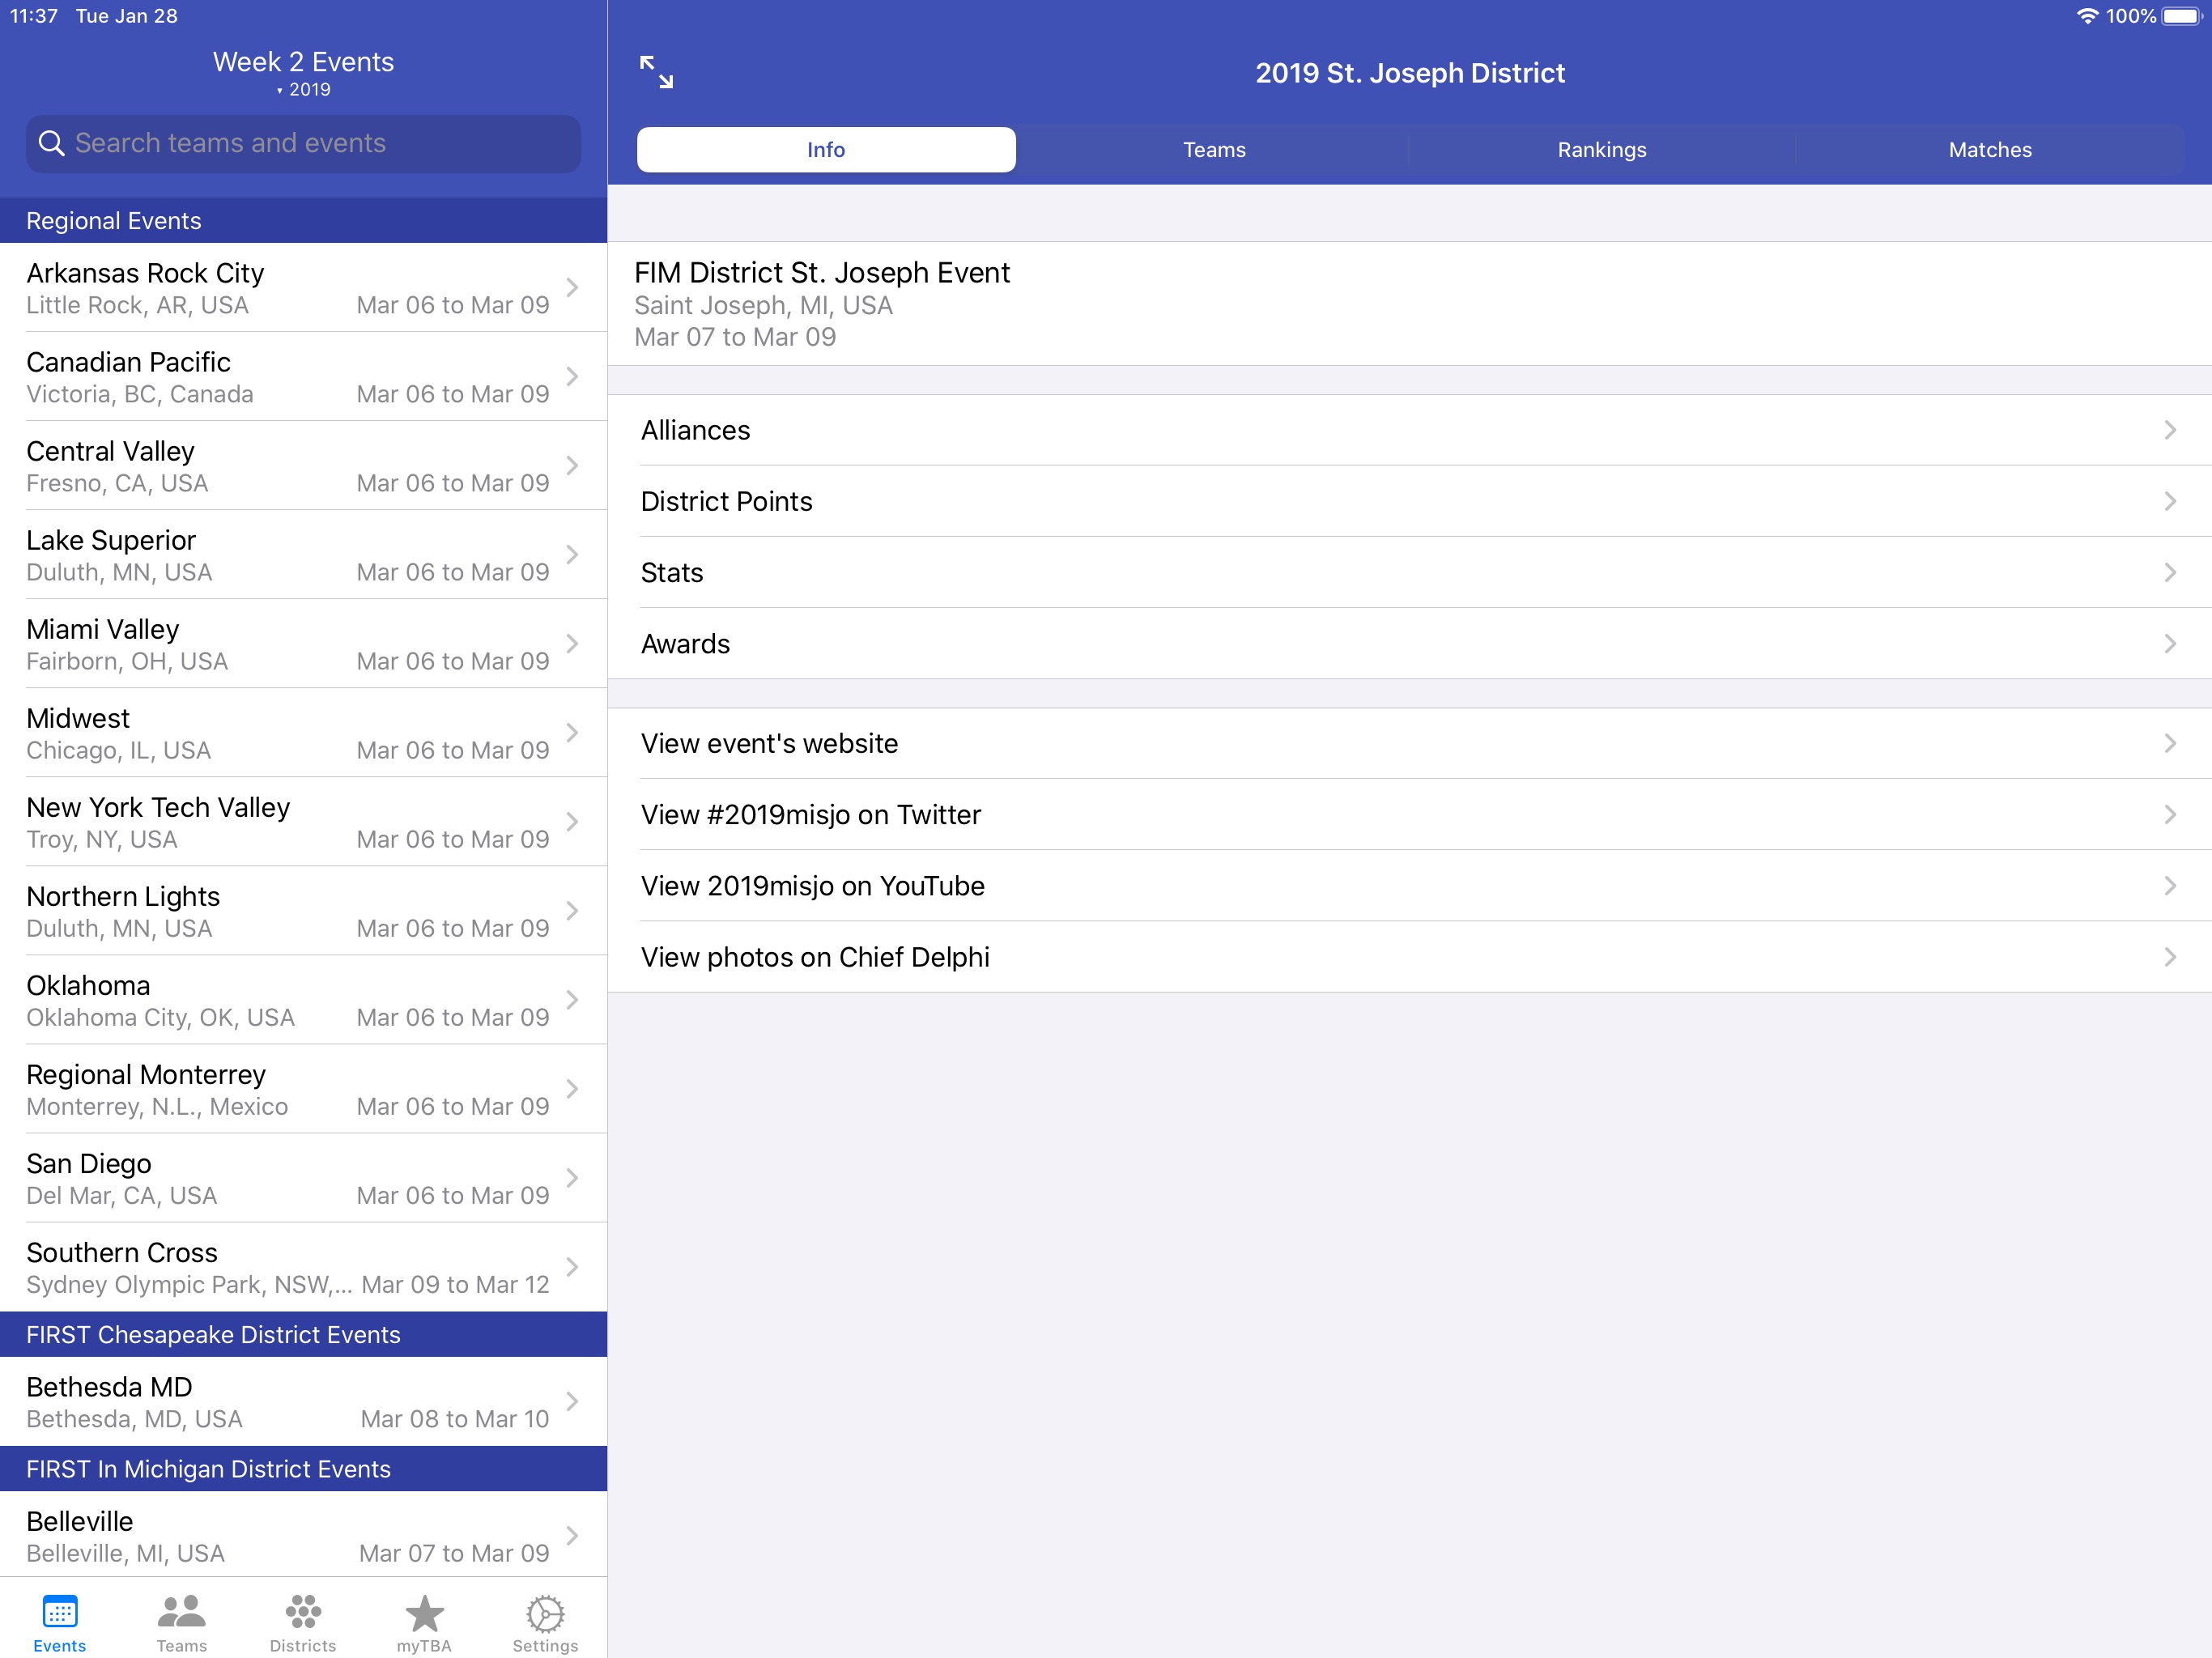 11:37 Tue Jan 28
100%
Week 2 Events
▾ 2019
Search teams and events
Regional Events
Arkansas Rock City
Little Rock, AR, USA Mar 06 to Mar 09
Canadian Pacific
Victoria, BC, Canada Mar 06 to Mar 09
Central Valley
Fresno, CA, USA Mar 06 to Mar 09
Lake Superior
Duluth, MN, USA Mar 06 to Mar 09
Miami Valley
Fairborn, OH, USA Mar 06 to Mar 09
Midwest
Chicago, IL, USA Mar 06 to Mar 09
New York Tech Valley
Troy, NY, USA Mar 06 to Mar 09
Northern Lights
Duluth, MN, USA Mar 06 to Mar 09
Oklahoma
Oklahoma City, OK, USA Mar 06 to Mar 09
Regional Monterrey
Monterrey, N.L., Mexico Mar 06 to Mar 09
San Diego
Del Mar, CA, USA Mar 06 to Mar 09
Southern Cross
Sydney Olympic Park, NSW,... Mar 09 to Mar 12
FIRST Chesapeake District Events
Bethesda MD
Bethesda, MD, USA Mar 08 to Mar 10
FIRST In Michigan District Events
Belleville
Belleville, MI, USA Mar 07 to Mar 09
Events Teams Districts myTBA Settings
2019 St. Joseph District
Info Teams Rankings Matches
FIM District St. Joseph Event
Saint Joseph, MI, USA
Mar 07 to Mar 09
Alliances
District Points
Stats
Awards
View event's website
View #2019misjo on Twitter
View 2019misjo on YouTube
View photos on Chief Delphi